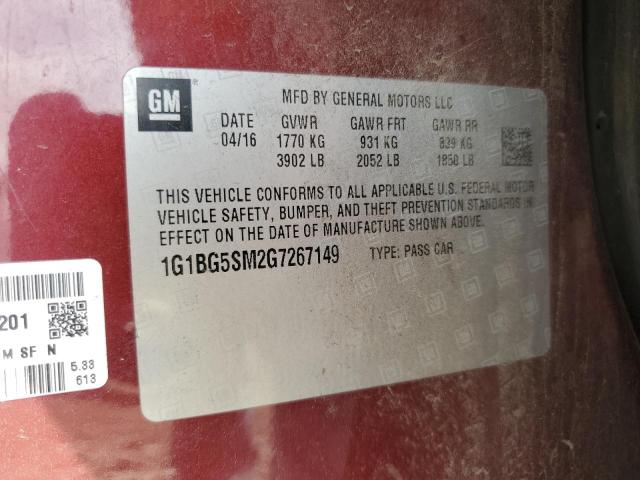 GM
MFD BY GENERAL MOTORS LLC
DATE GVWR GAWR FRT GAWR RR
04/16 1770 KG 931 KG 839 KG
3902 LB 2052 LB 1850 LB
THIS VEHICLE CONFORMS TO ALL APPLICABLE U.S. FEDERAL MOTOR
VEHICLE SAFETY, BUMPER, AND THEFT PREVENTION STANDARDS IN
EFFECT ON THE DATE OF MANUFACTURE SHOWN ABOVE.
1G1BG5SM2G7267149 TYPE: PASS CAR
201
M SF N
5.33
613